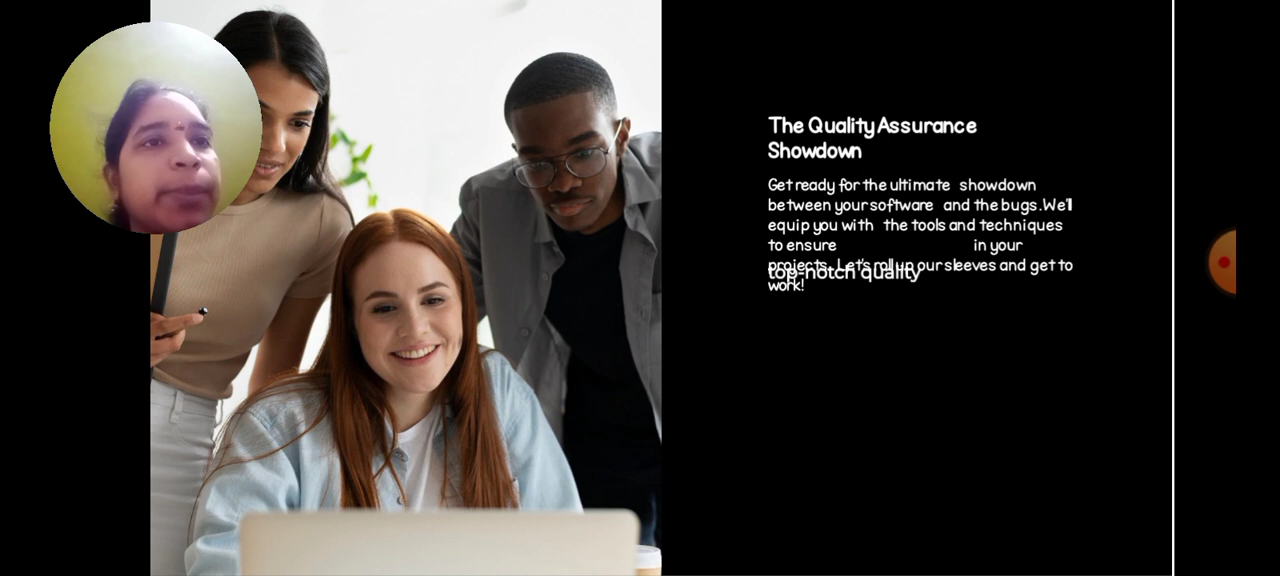 The Quality Assurance
Showdown
Get ready for the ultimate showdown
between your software and the bugs. We'll
equip you with the tools and techniques
to ensure in your
projects. Let's roll up our sleeves and get to
top-notch quality
work!